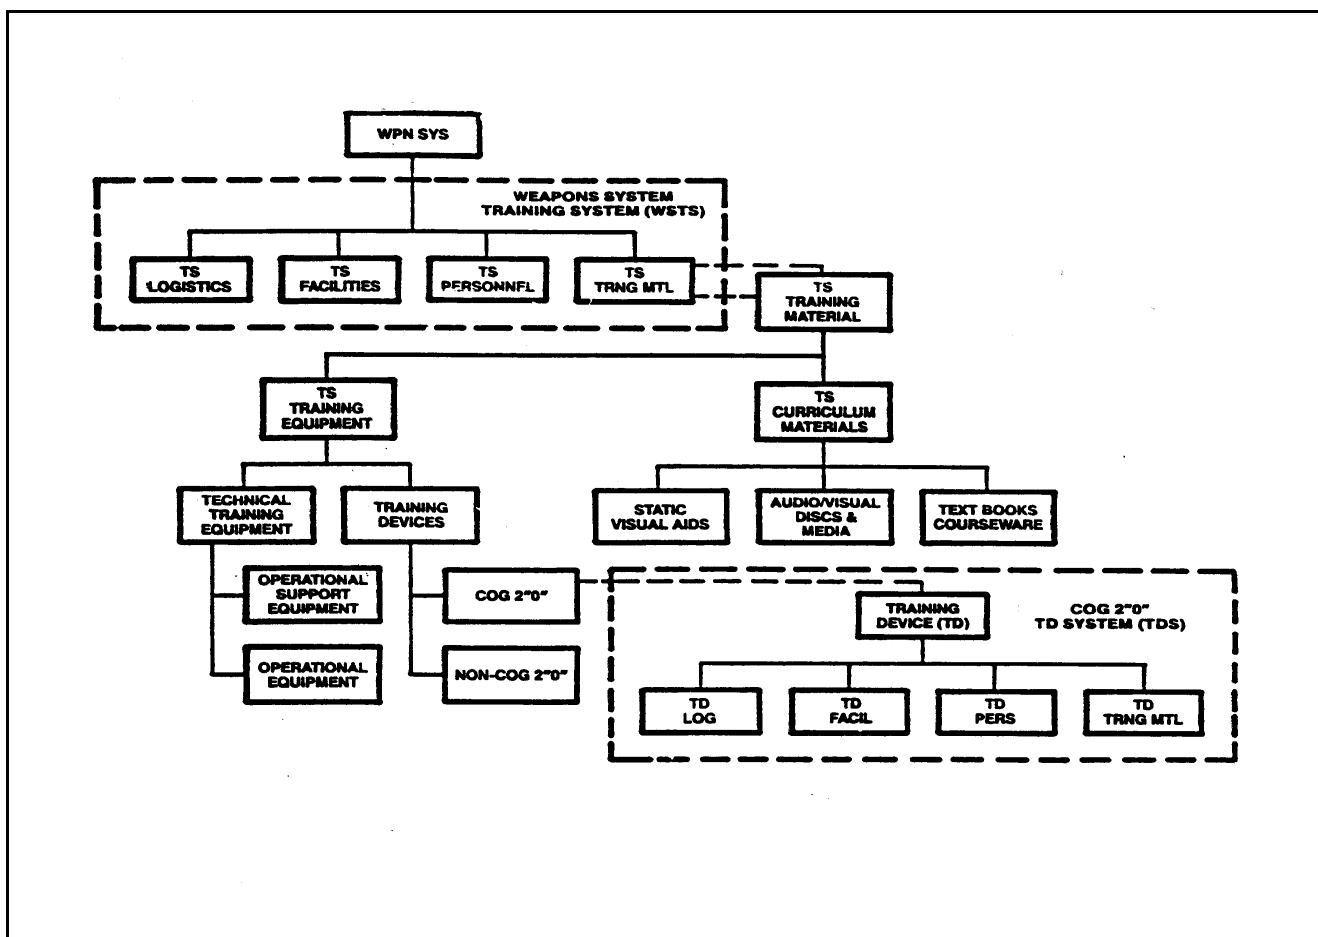 WPN SYS
WEAPONS SYSTEM
TRAINING SYSTEM (WSTS)
TS
LOGISTICS
TS
FACILITIES
TS
PERSONNEL
TS
TRNG MTL
TS
TRAINING
MATERIAL
TS
TRAINING
EQUIPMENT
TS
CURRICULUM
MATERIALS
TECHNICAL
TRAINING
EQUIPMENT
TRAINING
DEVICES
STATIC
VISUAL AIDS
AUDIO/VISUAL
DISCS &
MEDIA
TEXT BOOKS
COURSEWARE
OPERATIONAL
SUPPORT
EQUIPMENT
COG 2"0"
OPERATIONAL
EQUIPMENT
NON-COG 2"0"
TRAINING
DEVICE (TD)
COG 2"0"
TD SYSTEM (TDS)
TD
LOG
TD
FACIL
TD
PERS
TD
TRNG MTL